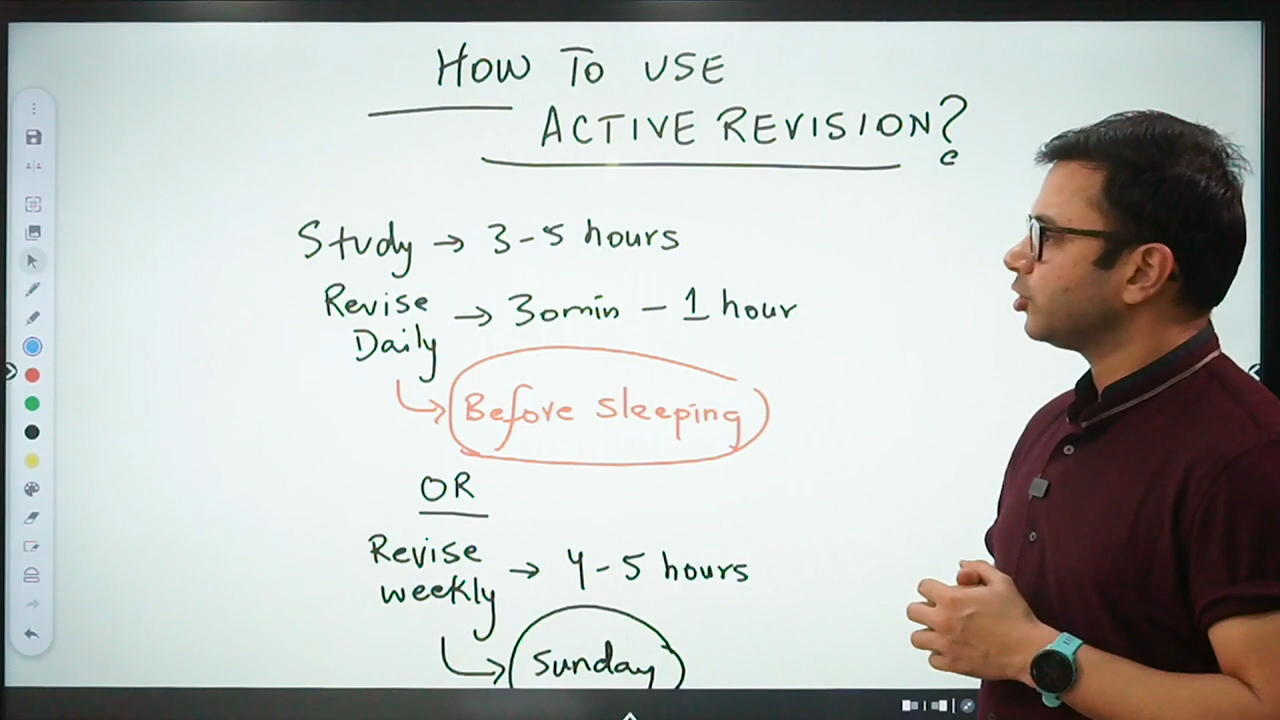 HOW TO USE
ACTIVE REVISION?
Study → 3-5 hours
Revise → 30min - 1 hour
Daily
Before sleeping
OR
Revise → 4-5 hours
weekly
Sunday